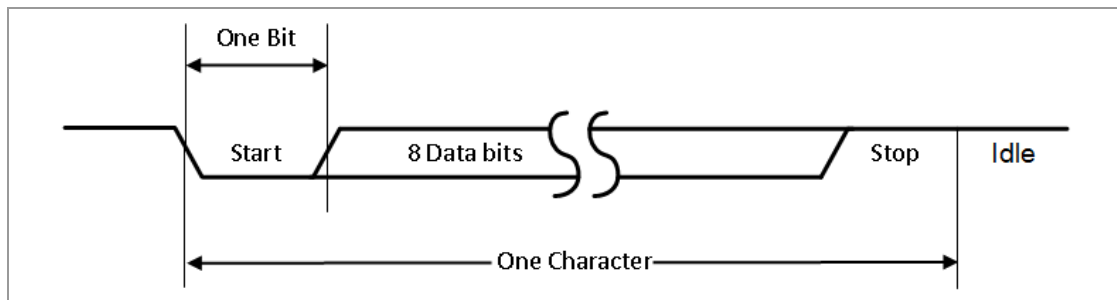 One Bit
Start
8 Data bits
Stop
Idle
One Character